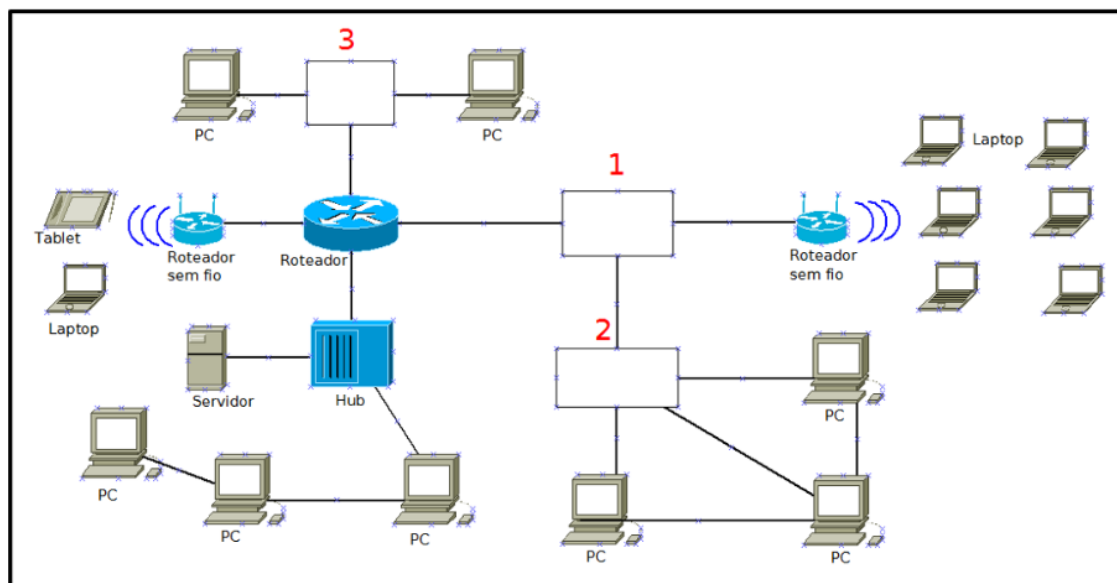 3
PC
PC
1
Laptop
Tablet
Roteador
sem fio
Roteador
Roteador
sem fio
Laptop
2
Servidor
Hub
PC
PC
PC
PC
PC
PC